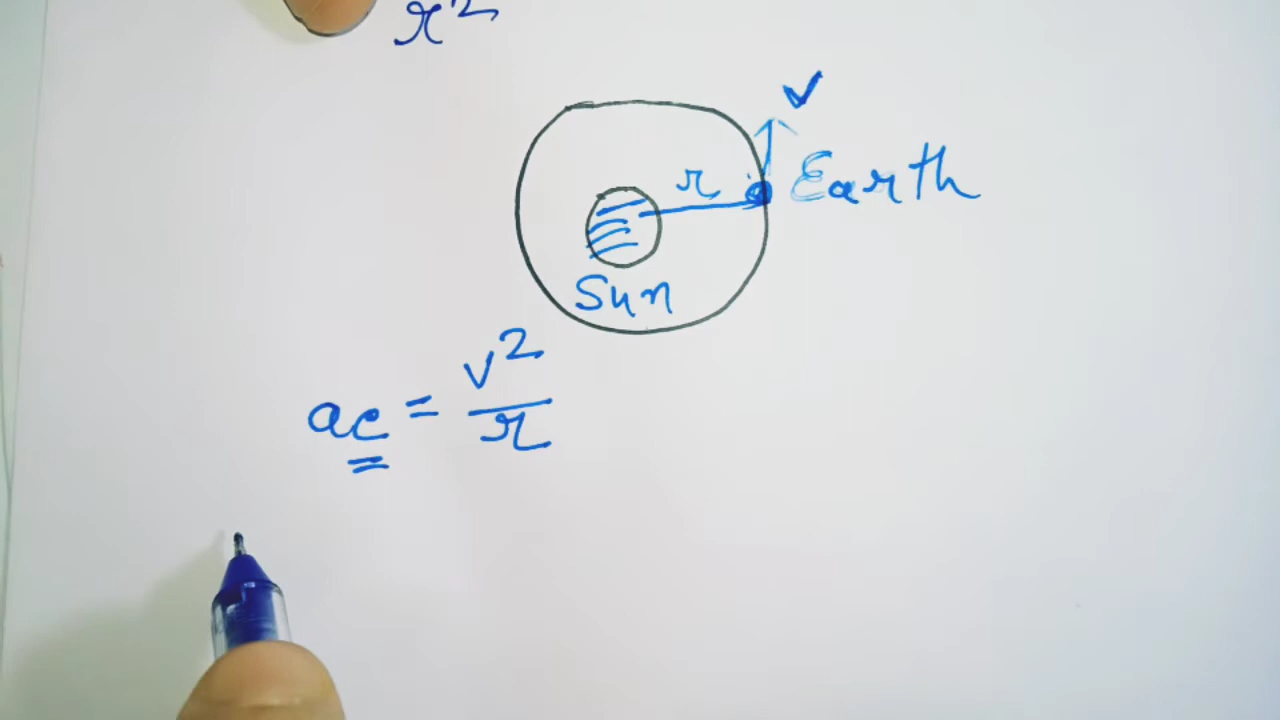 r²
v
r Earth
Sun
ac = v²/r